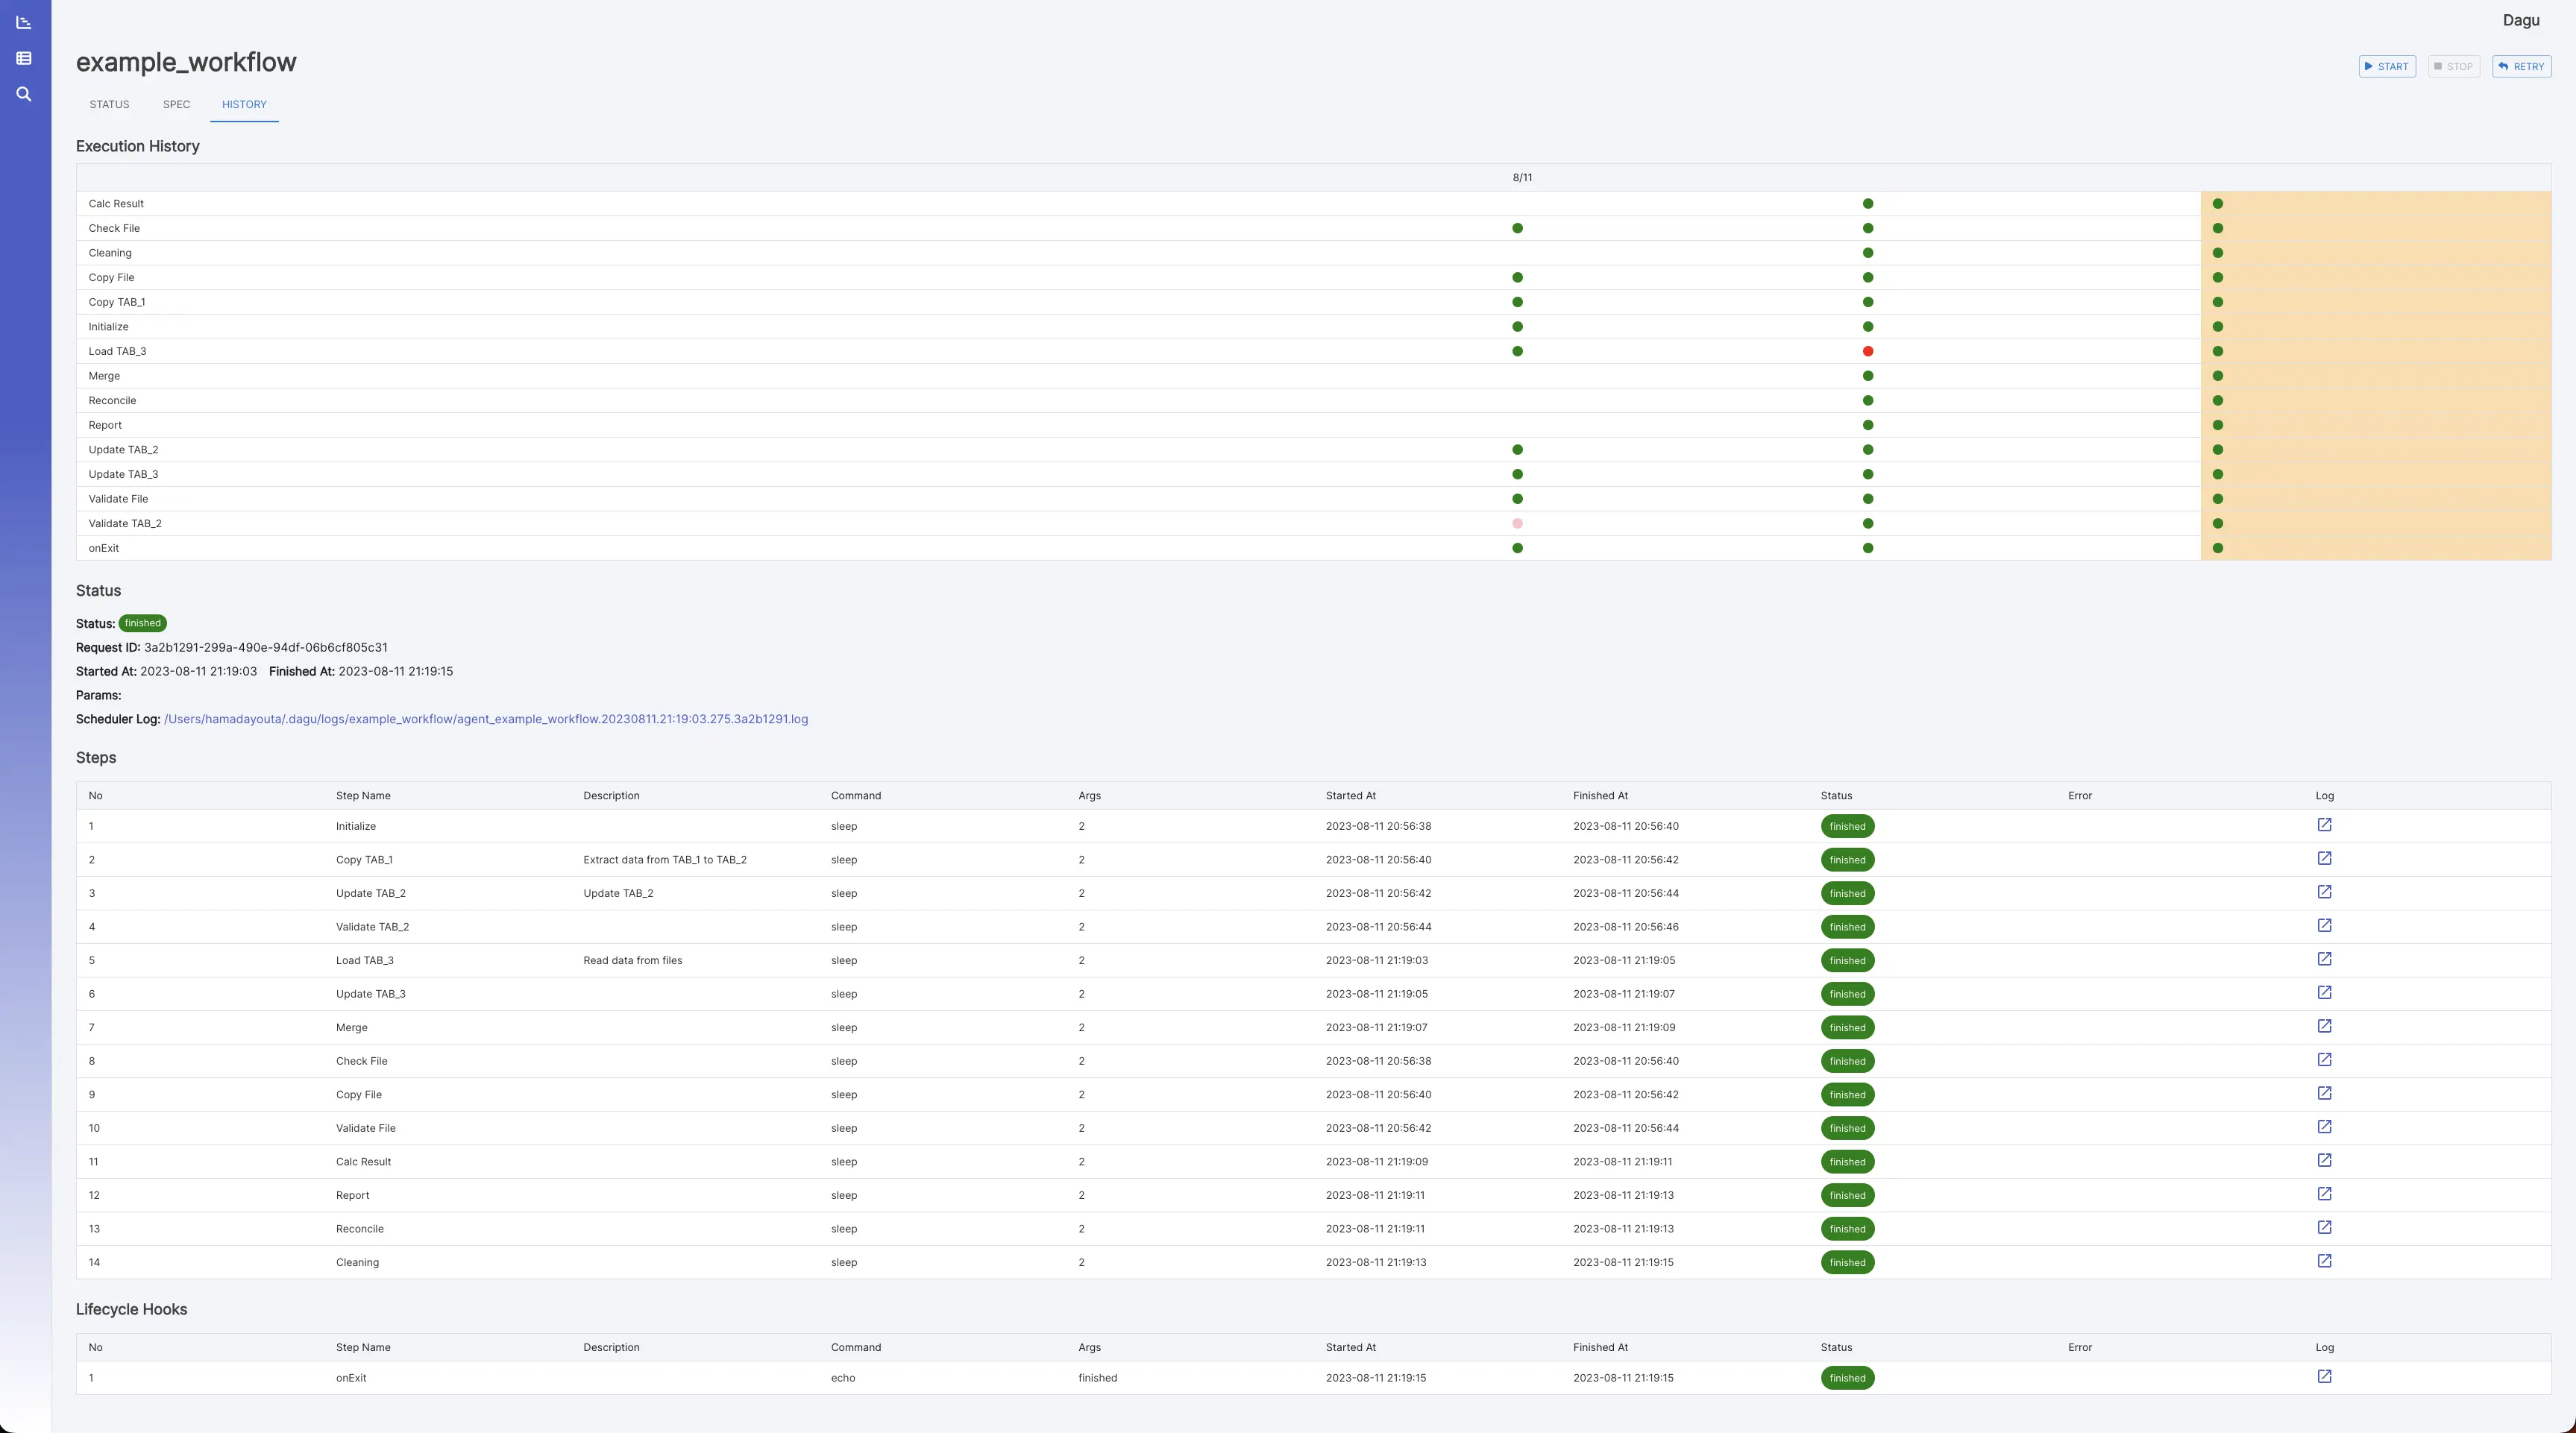 Dagu
example_workflow
START STOP RETRY
STATUS SPEC HISTORY
Execution History
8/11
Calc Result
Check File
Cleaning
Copy File
Copy TAB_1
Initialize
Load TAB_3
Merge
Reconcile
Report
Update TAB_2
Update TAB_3
Validate File
Validate TAB_2
onExit
Status
Status: finished
Request ID: 3a2b1291-299a-490e-94df-06b6cf805c31
Started At: 2023-08-11 21:19:03 Finished At: 2023-08-11 21:19:15
Params:
Scheduler Log: /Users/hamadayouta/.dagu/logs/example_workflow/agent_example_workflow.20230811.21:19:03.275.3a2b1291.log
Steps
No Step Name Description Command Args Started At Finished At Status Error Log
1 Initialize sleep 2 2023-08-11 20:56:38 2023-08-11 20:56:40 finished
2 Copy TAB_1 Extract data from TAB_1 to TAB_2 sleep 2 2023-08-11 20:56:40 2023-08-11 20:56:42 finished
3 Update TAB_2 Update TAB_2 sleep 2 2023-08-11 20:56:42 2023-08-11 20:56:44 finished
4 Validate TAB_2 sleep 2 2023-08-11 20:56:44 2023-08-11 20:56:46 finished
5 Load TAB_3 Read data from files sleep 2 2023-08-11 21:19:03 2023-08-11 21:19:05 finished
6 Update TAB_3 sleep 2 2023-08-11 21:19:05 2023-08-11 21:19:07 finished
7 Merge sleep 2 2023-08-11 21:19:07 2023-08-11 21:19:09 finished
8 Check File sleep 2 2023-08-11 20:56:38 2023-08-11 20:56:40 finished
9 Copy File sleep 2 2023-08-11 20:56:40 2023-08-11 20:56:42 finished
10 Validate File sleep 2 2023-08-11 20:56:42 2023-08-11 20:56:44 finished
11 Calc Result sleep 2 2023-08-11 21:19:09 2023-08-11 21:19:11 finished
12 Report sleep 2 2023-08-11 21:19:11 2023-08-11 21:19:13 finished
13 Reconcile sleep 2 2023-08-11 21:19:11 2023-08-11 21:19:13 finished
14 Cleaning sleep 2 2023-08-11 21:19:13 2023-08-11 21:19:15 finished
Lifecycle Hooks
No Step Name Description Command Args Started At Finished At Status Error Log
1 onExit echo finished 2023-08-11 21:19:15 2023-08-11 21:19:15 finished